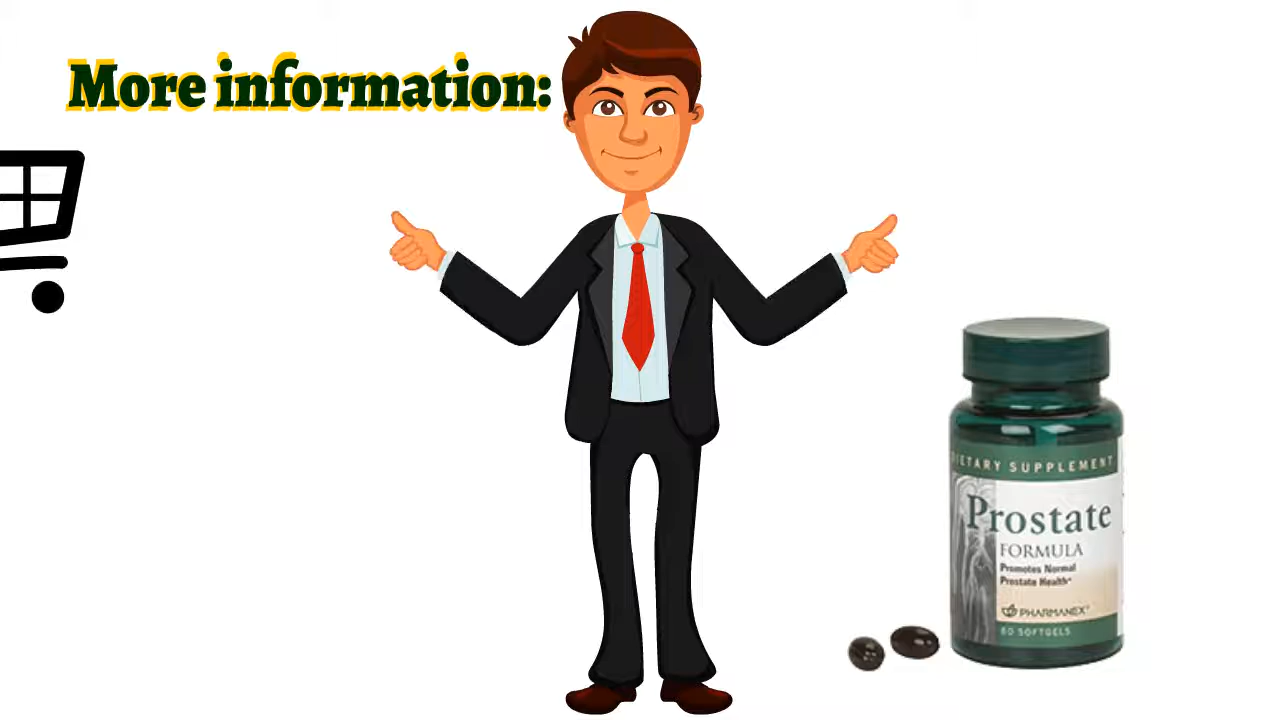 More information:
DIETARY SUPPLEMENT
Prostate
FORMULA
Promotes Normal
Prostate Health*
PHARMANEX®
60 SOFTGELS